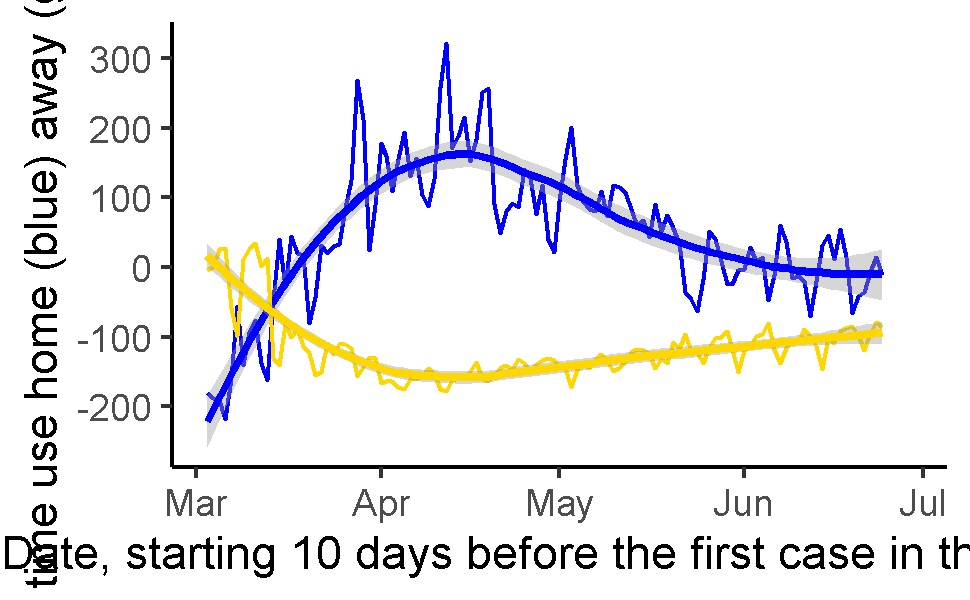 time use home (blue) away (
300
200
100
0
-100
-200
Mar Apr May Jun Jul
Date, starting 10 days before the first case in th